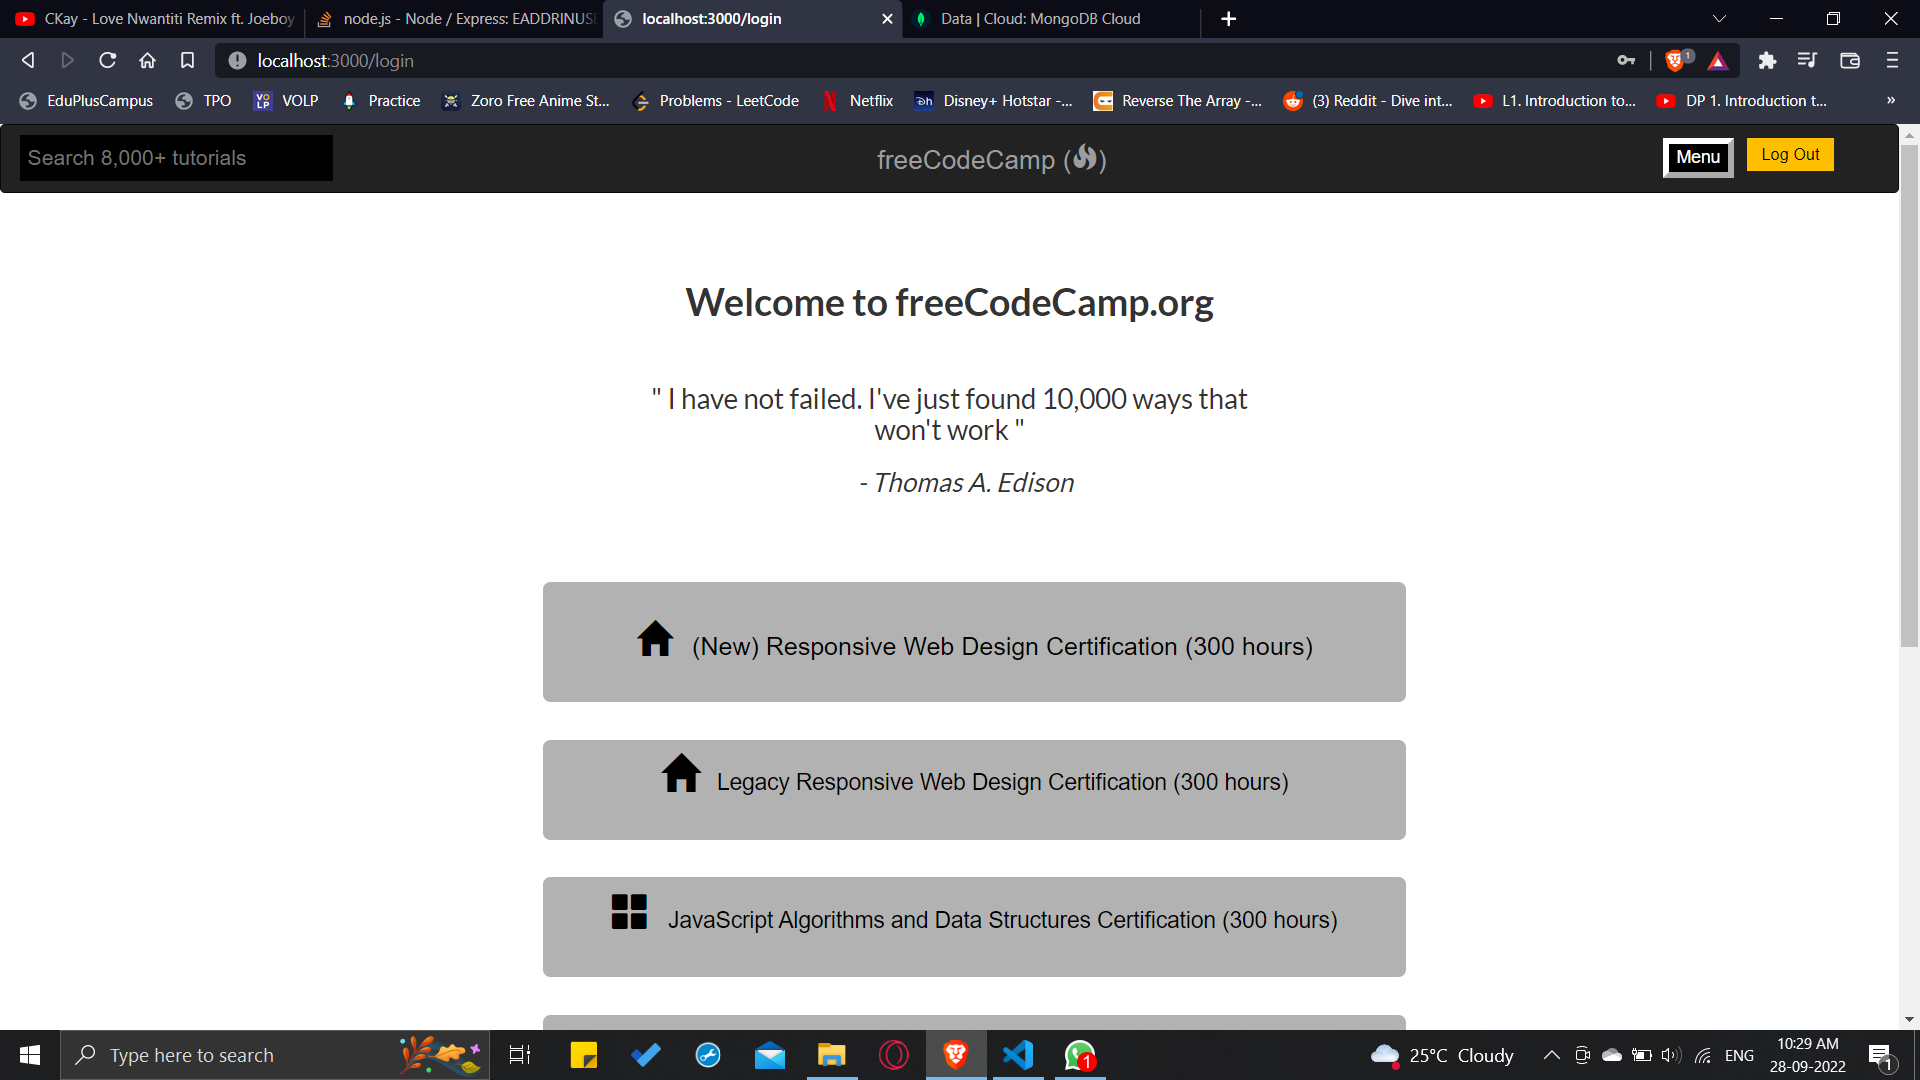 CKay - Love Nwantiti Remix ft. Joeboy
node.js - Node / Express: EADDRINUSE
localhost:3000/login
Data | Cloud: MongoDB Cloud
localhost:3000/login
1
EduPlusCampus
TPO
VOLP
Practice
Zoro Free Anime St...
Problems - LeetCode
Netflix
Disney+ Hotstar -...
Reverse The Array -...
(3) Reddit - Dive int...
L1. Introduction to...
DP 1. Introduction t...
»
Search 8,000+ tutorials
freeCodeCamp ()
Menu
Log Out
Welcome to freeCodeCamp.org
" I have not failed. I've just found 10,000 ways that
won't work "
- Thomas A. Edison
(New) Responsive Web Design Certification (300 hours)
Legacy Responsive Web Design Certification (300 hours)
JavaScript Algorithms and Data Structures Certification (300 hours)
Type here to search
1
25°C Cloudy
ENG
10:29 AM
28-09-2022
1